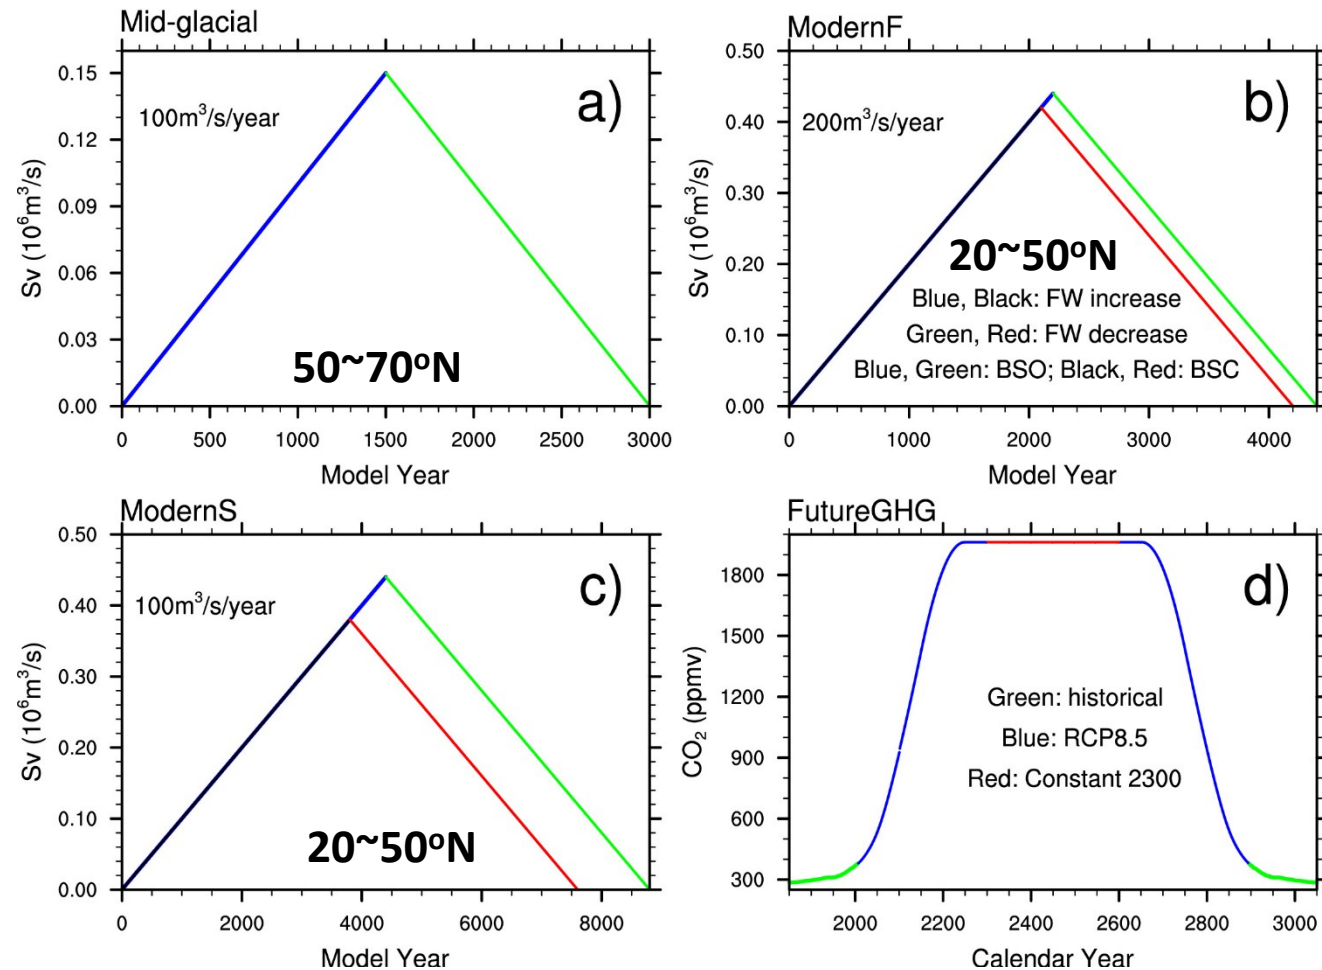 Mid-glacial
a)
100m³/s/year
50~70ºN
Sv (10⁶m³/s)
0.15
0.12
0.09
0.06
0.03
0.00
0 500 1000 1500 2000 2500 3000
Model Year
ModernF
b)
200m³/s/year
20~50ºN
Blue, Black: FW increase
Green, Red: FW decrease
Blue, Green: BSO; Black, Red: BSC
Sv (10⁶m³/s)
0.50
0.40
0.30
0.20
0.10
0.00
0 1000 2000 3000 4000
Model Year
ModernS
c)
100m³/s/year
20~50ºN
Sv (10⁶m³/s)
0.50
0.40
0.30
0.20
0.10
0.00
0 2000 4000 6000 8000
Model Year
FutureGHG
d)
Green: historical
Blue: RCP8.5
Red: Constant 2300
CO₂ (ppmv)
1800
1500
1200
900
600
300
2000 2200 2400 2600 2800 3000
Calendar Year